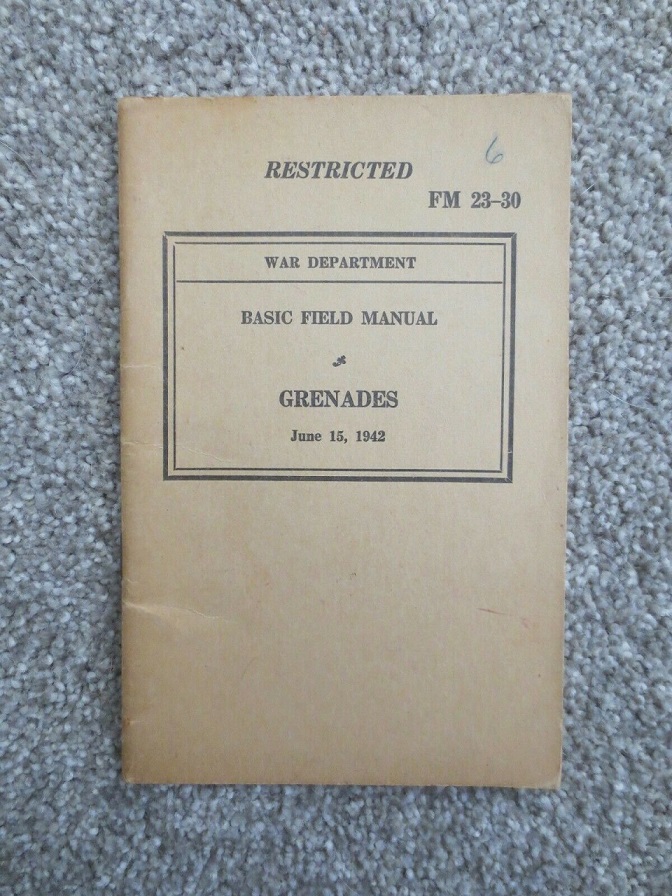 6
RESTRICTED
FM 23–30
WAR DEPARTMENT
BASIC FIELD MANUAL
GRENADES
June 15, 1942